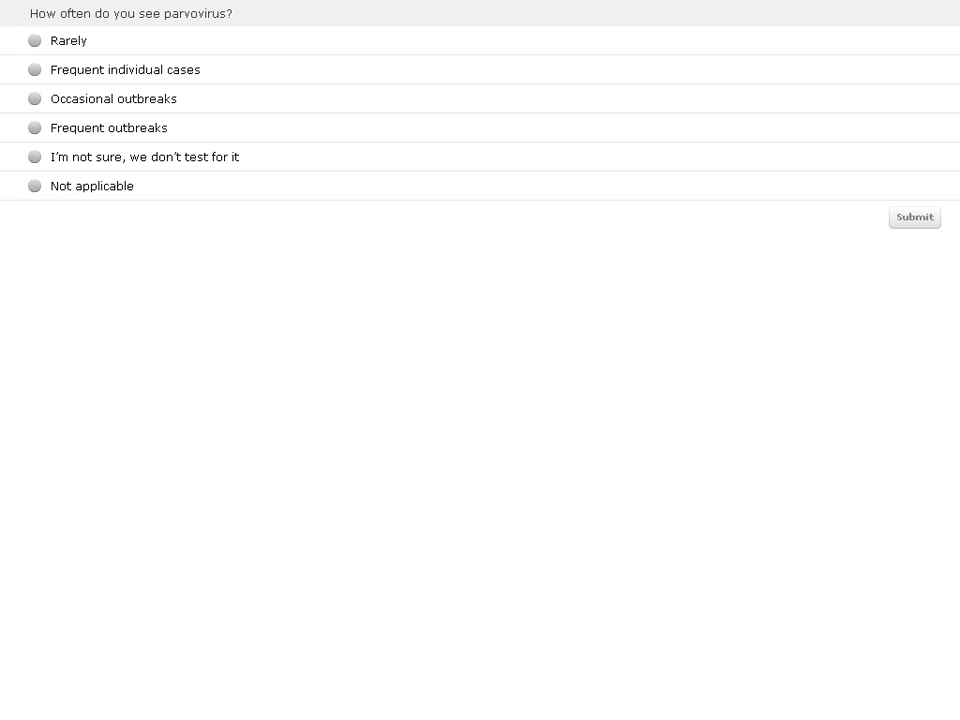 How often do you see parvovirus?
Rarely
Frequent individual cases
Occasional outbreaks
Frequent outbreaks
I’m not sure, we don’t test for it
Not applicable
Submit